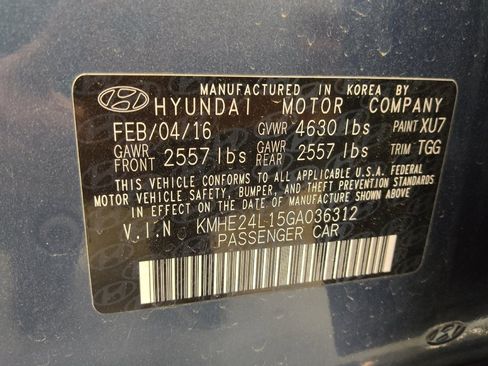 MANUFACTURED IN KOREA BY
HYUNDAI MOTOR COMPANY
FEB/04/16 GVWR 4630 lbs PAINT XU7
GAWR FRONT 2557 lbs GAWR REAR 2557 lbs TRIM TGG
THIS VEHICLE CONFORMS TO ALL APPLICABLE U.S.A. FEDERAL
MOTOR VEHICLE SAFETY, BUMPER, AND THEFT PREVENTION
STANDARDS IN EFFECT ON THE DATE OF MANUFACTURE SHOWN ABOVE.
V.I.N KMHE24L15GA036312
PASSENGER CAR